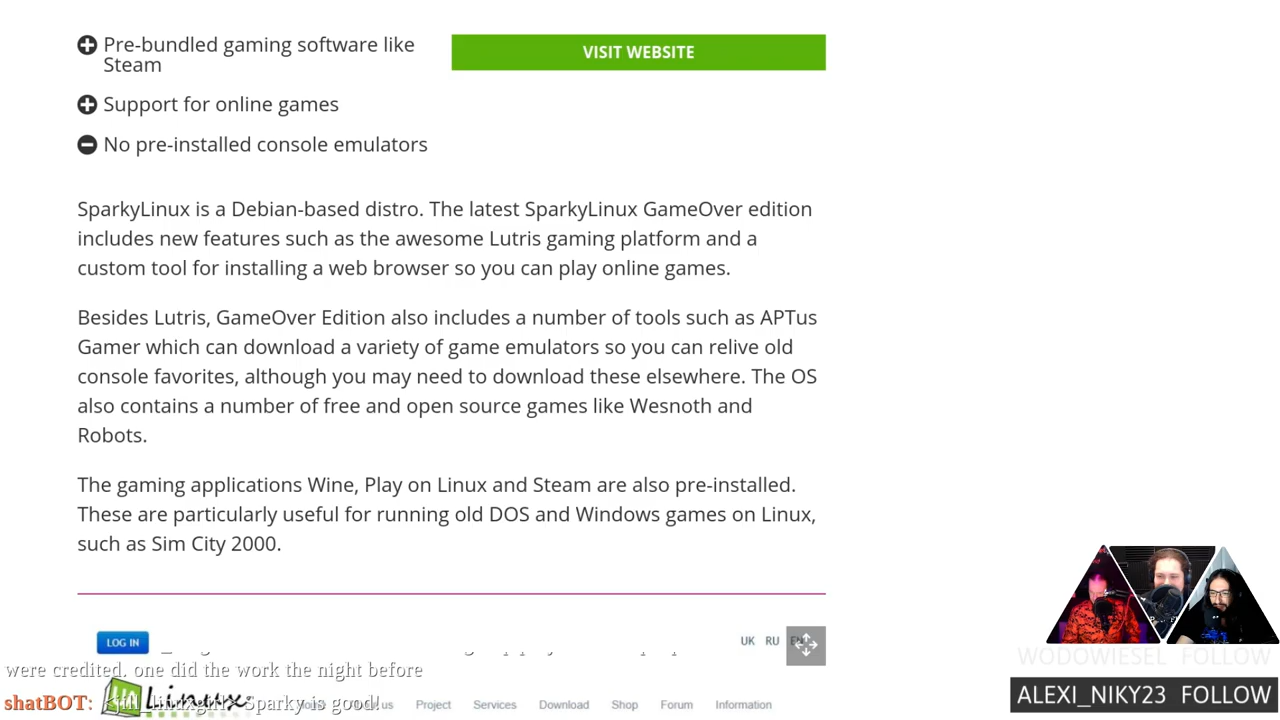 Pre-bundled gaming software like
Steam
VISIT WEBSITE
Support for online games
No pre-installed console emulators
SparkyLinux is a Debian-based distro. The latest SparkyLinux GameOver edition
includes new features such as the awesome Lutris gaming platform and a
custom tool for installing a web browser so you can play online games.
Besides Lutris, GameOver Edition also includes a number of tools such as APTus
Gamer which can download a variety of game emulators so you can relive old
console favorites, although you may need to download these elsewhere. The OS
also contains a number of free and open source games like Wesnoth and
Robots.
The gaming applications Wine, Play on Linux and Steam are also pre-installed.
These are particularly useful for running old DOS and Windows games on Linux,
such as Sim City 2000.
LOG IN
UK RU EN
were credited. one did the work the night before
shatBOT: Sparky is good!
Linux
us Project Services Download Shop Forum Information
WODOWIESEL FOLLOW
ALEXI_NIKY23 FOLLOW